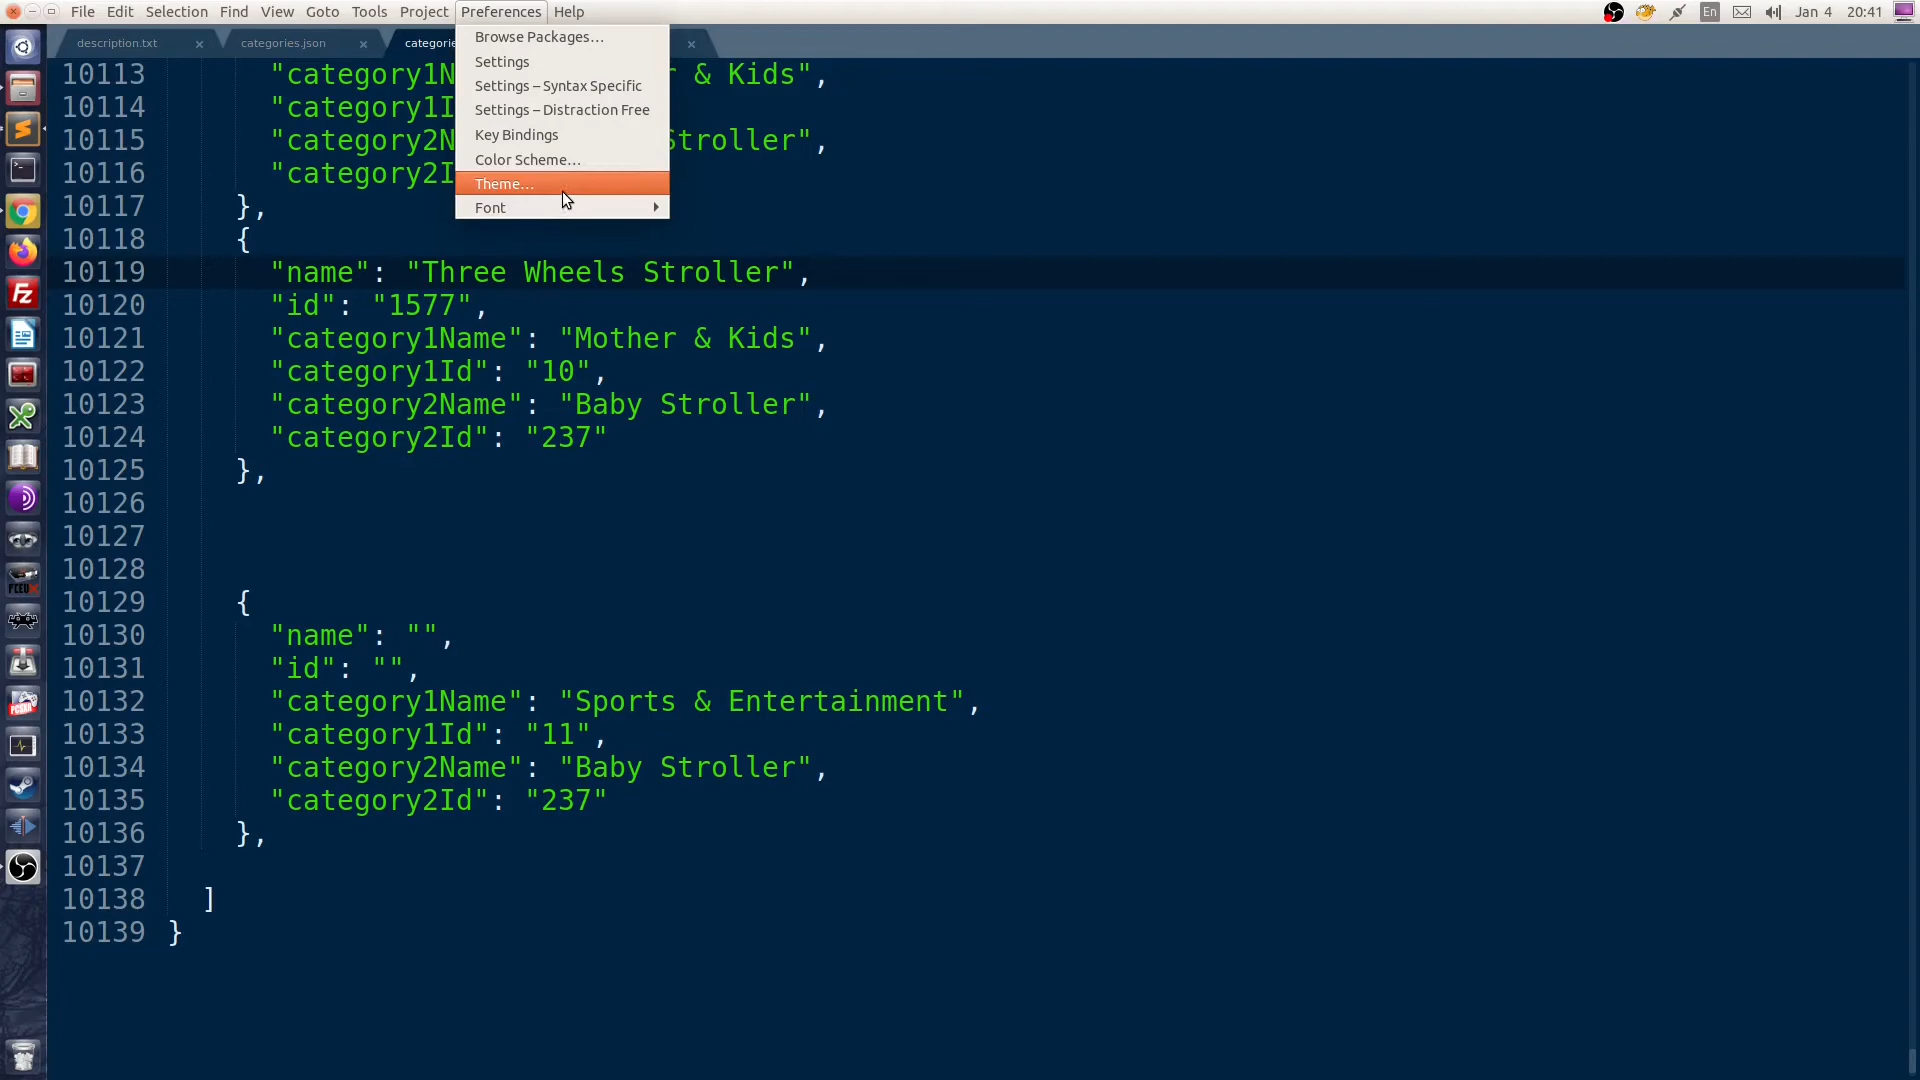 File Edit Selection Find View Goto Tools Project Preferences Help
En Jan 4 20:41
description.txt × categories.json × categorie ×
Browse Packages…
Settings
Settings – Syntax Specific
Settings – Distraction Free
Key Bindings
Color Scheme…
Theme…
Font
10113 "category1N & Kids",
10114 "category1I
10115 "category2N Stroller",
10116 "category2I
10117 },
10118 {
10119 "name": "Three Wheels Stroller",
10120 "id": "1577",
10121 "category1Name": "Mother & Kids",
10122 "category1Id": "10",
10123 "category2Name": "Baby Stroller",
10124 "category2Id": "237"
10125 },
10126
10127
10128
10129 {
10130 "name": "",
10131 "id": "",
10132 "category1Name": "Sports & Entertainment",
10133 "category1Id": "11",
10134 "category2Name": "Baby Stroller",
10135 "category2Id": "237"
10136 },
10137
10138 ]
10139 }